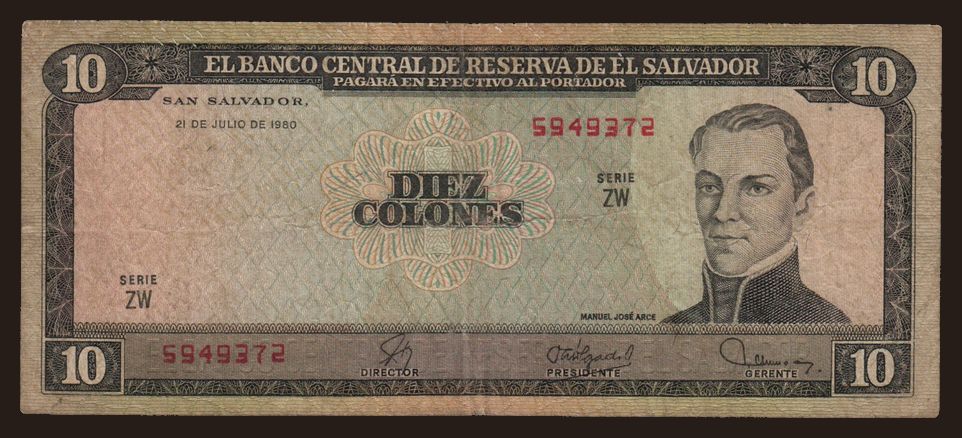 10 EL BANCO CENTRAL DE RESERVA DE EL SALVADOR 10
PAGARÁ EN EFECTIVO AL PORTADOR
SAN SALVADOR,
21 DE JULIO DE 1980
5949372
DIEZ
COLONES
SERIE
ZW
SERIE
ZW
MANUEL JOSÉ ARCE
10 5949372 10
DIRECTOR PRESIDENTE GERENTE